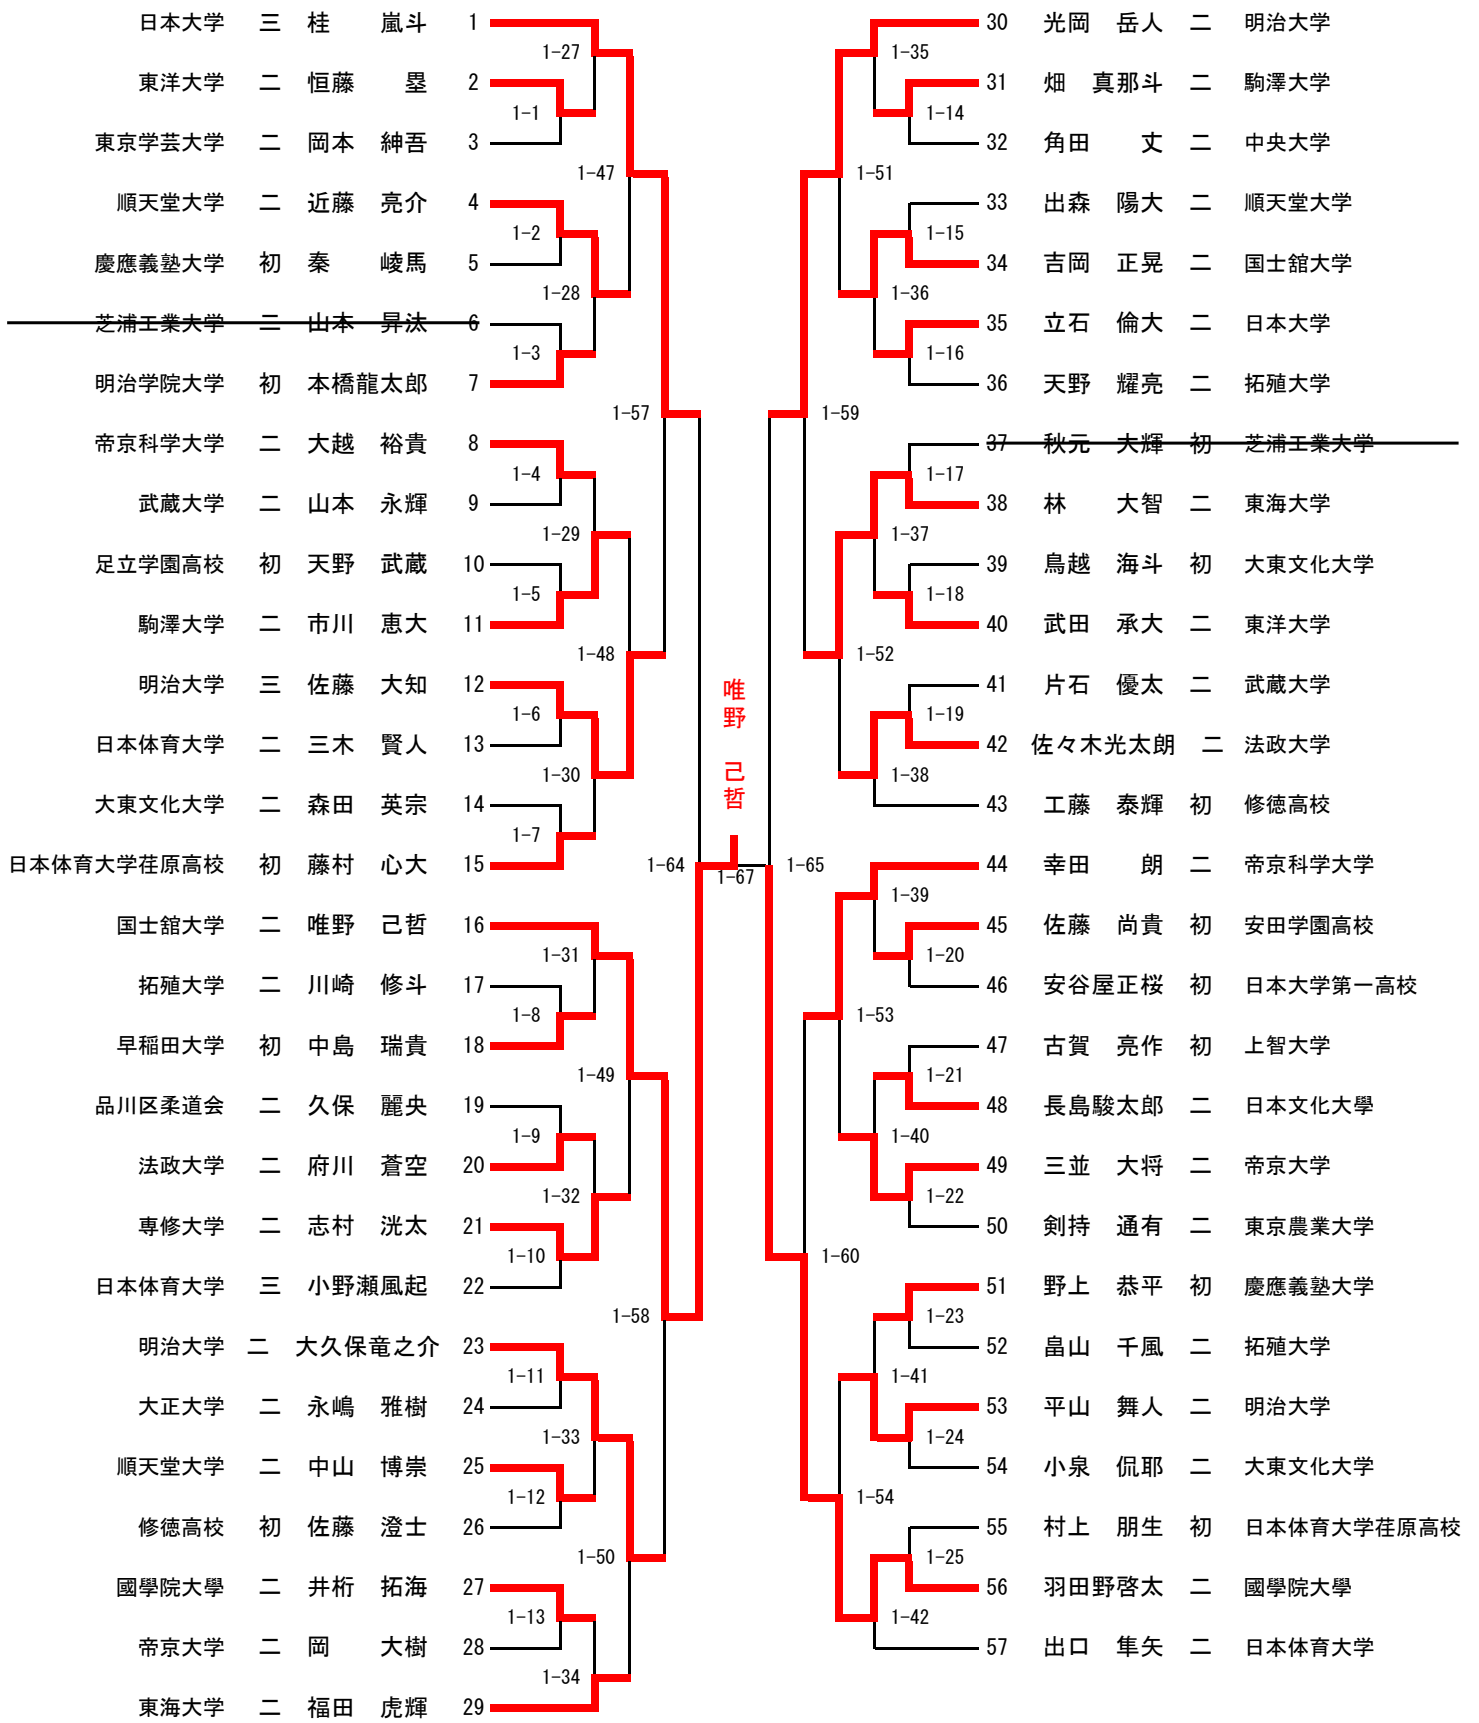 日本大学 三 桂 嵐斗 1
1-27
東洋大学 二 恒藤 塁 2
1-1
東京学芸大学 二 岡本 紳吾 3
1-47
順天堂大学 二 近藤 亮介 4
1-2
慶應義塾大学 初 秦 崚馬 5
1-28
芝浦工業大学 二 山本 昇汰 6
1-3
明治学院大学 初 本橋龍太郎 7
1-57
帝京科学大学 二 大越 裕貴 8
1-4
武蔵大学 二 山本 永輝 9
1-29
足立学園高校 初 天野 武蔵 10
1-5
駒澤大学 二 市川 恵大 11
1-48
明治大学 三 佐藤 大知 12
1-6
日本体育大学 二 三木 賢人 13
1-30
大東文化大学 二 森田 英宗 14
1-7
日本体育大学荏原高校 初 藤村 心大 15
1-64
国士舘大学 二 唯野 己哲 16
1-31
拓殖大学 二 川崎 修斗 17
1-8
早稲田大学 初 中島 瑞貴 18
1-49
品川区柔道会 二 久保 麗央 19
1-9
法政大学 二 府川 蒼空 20
1-32
専修大学 二 志村 洸太 21
1-10
日本体育大学 三 小野瀬風起 22
1-58
明治大学 二 大久保竜之介 23
1-11
大正大学 二 永嶋 雅樹 24
1-33
順天堂大学 二 中山 博崇 25
1-12
修徳高校 初 佐藤 澄士 26
1-50
國學院大學 二 井桁 拓海 27
1-13
帝京大学 二 岡 大樹 28
1-34
東海大学 二 福田 虎輝 29
唯野 己哲
1-67
30 光岡 岳人 二 明治大学
1-35
31 畑 真那斗 二 駒澤大学
1-14
32 角田 丈 二 中央大学
1-51
33 出森 陽大 二 順天堂大学
1-15
34 吉岡 正晃 二 国士舘大学
1-36
35 立石 倫大 二 日本大学
1-16
36 天野 耀亮 二 拓殖大学
1-59
37 秋元 大輝 初 芝浦工業大学
1-17
38 林 大智 二 東海大学
1-37
39 鳥越 海斗 初 大東文化大学
1-18
40 武田 承大 二 東洋大学
1-52
41 片石 優太 二 武蔵大学
1-19
42 佐々木光太朗 二 法政大学
1-38
43 工藤 泰輝 初 修徳高校
1-65
44 幸田 朗 二 帝京科学大学
1-39
45 佐藤 尚貴 初 安田学園高校
1-20
46 安谷屋正桜 初 日本大学第一高校
1-53
47 古賀 亮作 初 上智大学
1-21
48 長島駿太郎 二 日本文化大學
1-40
49 三並 大将 二 帝京大学
1-22
50 剣持 通有 二 東京農業大学
1-60
51 野上 恭平 初 慶應義塾大学
1-23
52 畠山 千風 二 拓殖大学
1-41
53 平山 舞人 二 明治大学
1-24
54 小泉 侃耶 二 大東文化大学
1-54
55 村上 朋生 初 日本体育大学荏原高校
1-25
56 羽田野啓太 二 國學院大學
1-42
57 出口 隼矢 二 日本体育大学